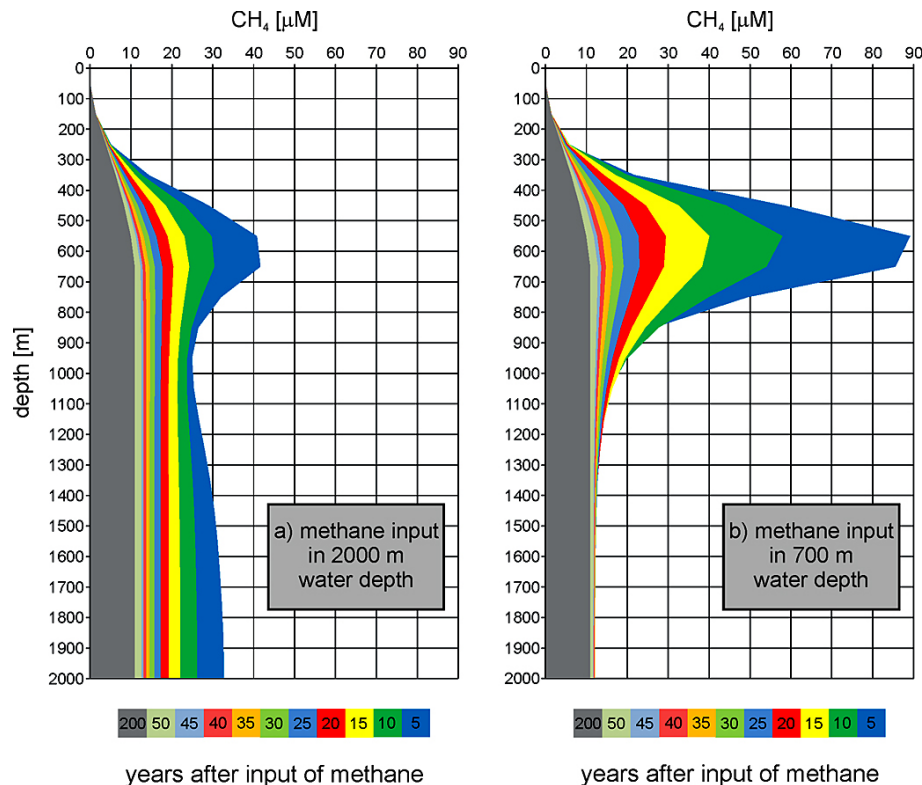 CH₄ [µM]
0 10 20 30 40 50 60 70 80 90
0
100
200
300
400
500
600
700
800
900
1000
1100
1200
1300
1400
1500
1600
1700
1800
1900
2000
depth [m]
a) methane input
in 2000 m
water depth
200 50 45 40 35 30 25 20 15 10 5
years after input of methane
CH₄ [µM]
0 10 20 30 40 50 60 70 80 90
0
100
200
300
400
500
600
700
800
900
1000
1100
1200
1300
1400
1500
1600
1700
1800
1900
2000
b) methane input
in 700 m
water depth
200 50 45 40 35 30 25 20 15 10 5
years after input of methane